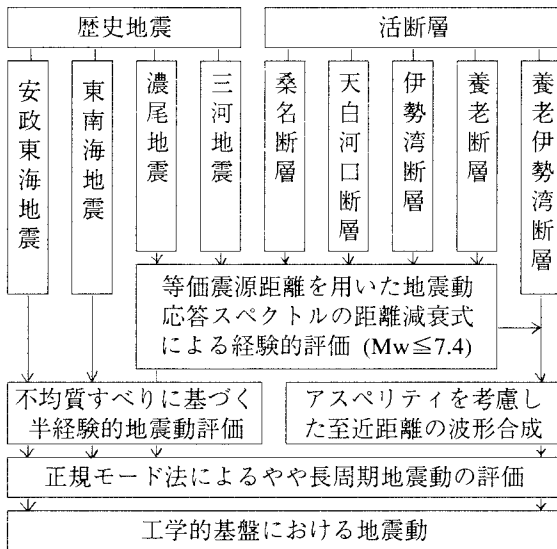 歴史地震
活断層
安政東海地震
東南海地震
濃尾地震
三河地震
桑名断層
天白河口断層
伊勢湾断層
養老断層
養老伊勢湾断層
等価震源距離を用いた地震動
応答スペクトルの距離減衰式
による経験的評価 (Mw≦7.4)
不均質すべりに基づく
半経験的地震動評価
アスペリティを考慮し
た至近距離の波形合成
正規モード法によるやや長周期地震動の評価
工学的基盤における地震動